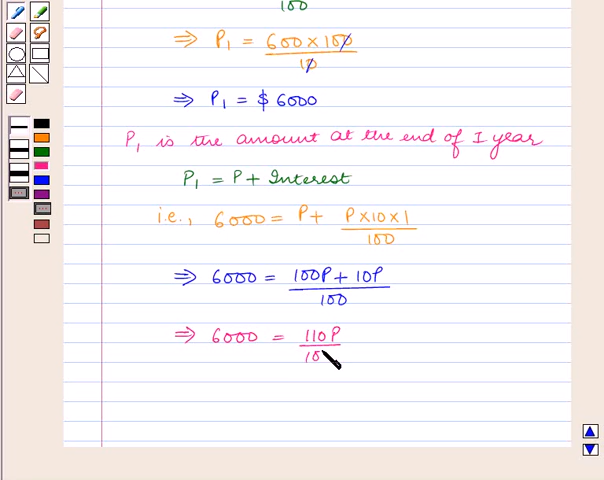 100
⇒ P₁ = 600 × 100 / 10
⇒ P₁ = $ 6000
P₁ is the amount at the end of I year
P₁ = P + Interest
i.e., 6000 = P + P × 10 × 1 / 100
⇒ 6000 = 100P + 10P / 100
⇒ 6000 = 110P / 10